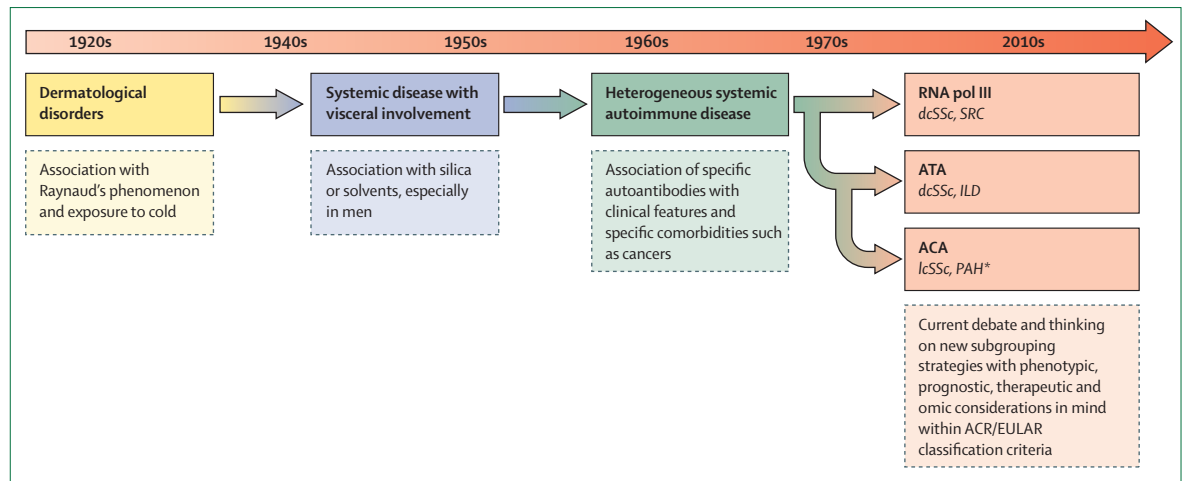 1920s 1940s 1950s 1960s 1970s 2010s
Dermatological
disorders
Association with
Raynaud's phenomenon
and exposure to cold
Systemic disease with
visceral involvement
Association with silica
or solvents, especially
in men
Heterogeneous systemic
autoimmune disease
Association of specific
autoantibodies with
clinical features and
specific comorbidities such
as cancers
RNA pol III
dcSSc, SRC
ATA
dcSSc, ILD
ACA
lcSSc, PAH*
Current debate and thinking
on new subgrouping
strategies with phenotypic,
prognostic, therapeutic and
omic considerations in mind
within ACR/EULAR
classification criteria